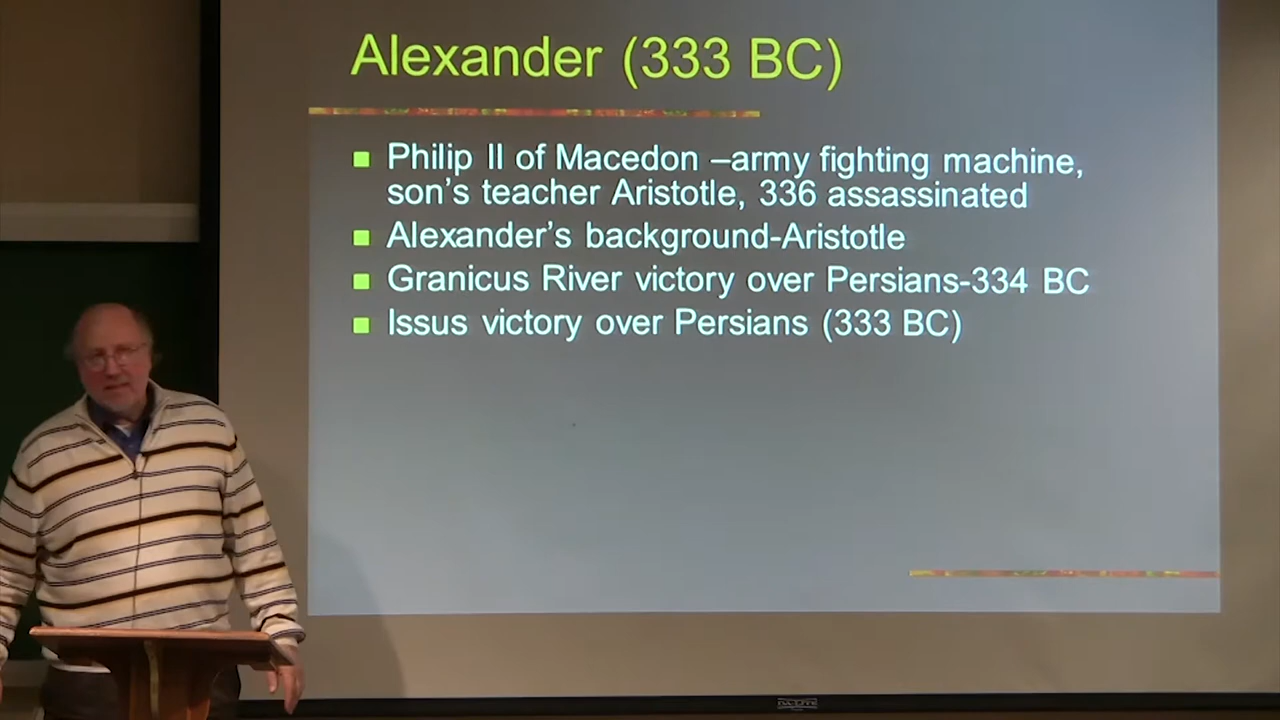 Alexander (333 BC)
Philip II of Macedon –army fighting machine,
son's teacher Aristotle, 336 assassinated
Alexander's background-Aristotle
Granicus River victory over Persians-334 BC
Issus victory over Persians (333 BC)